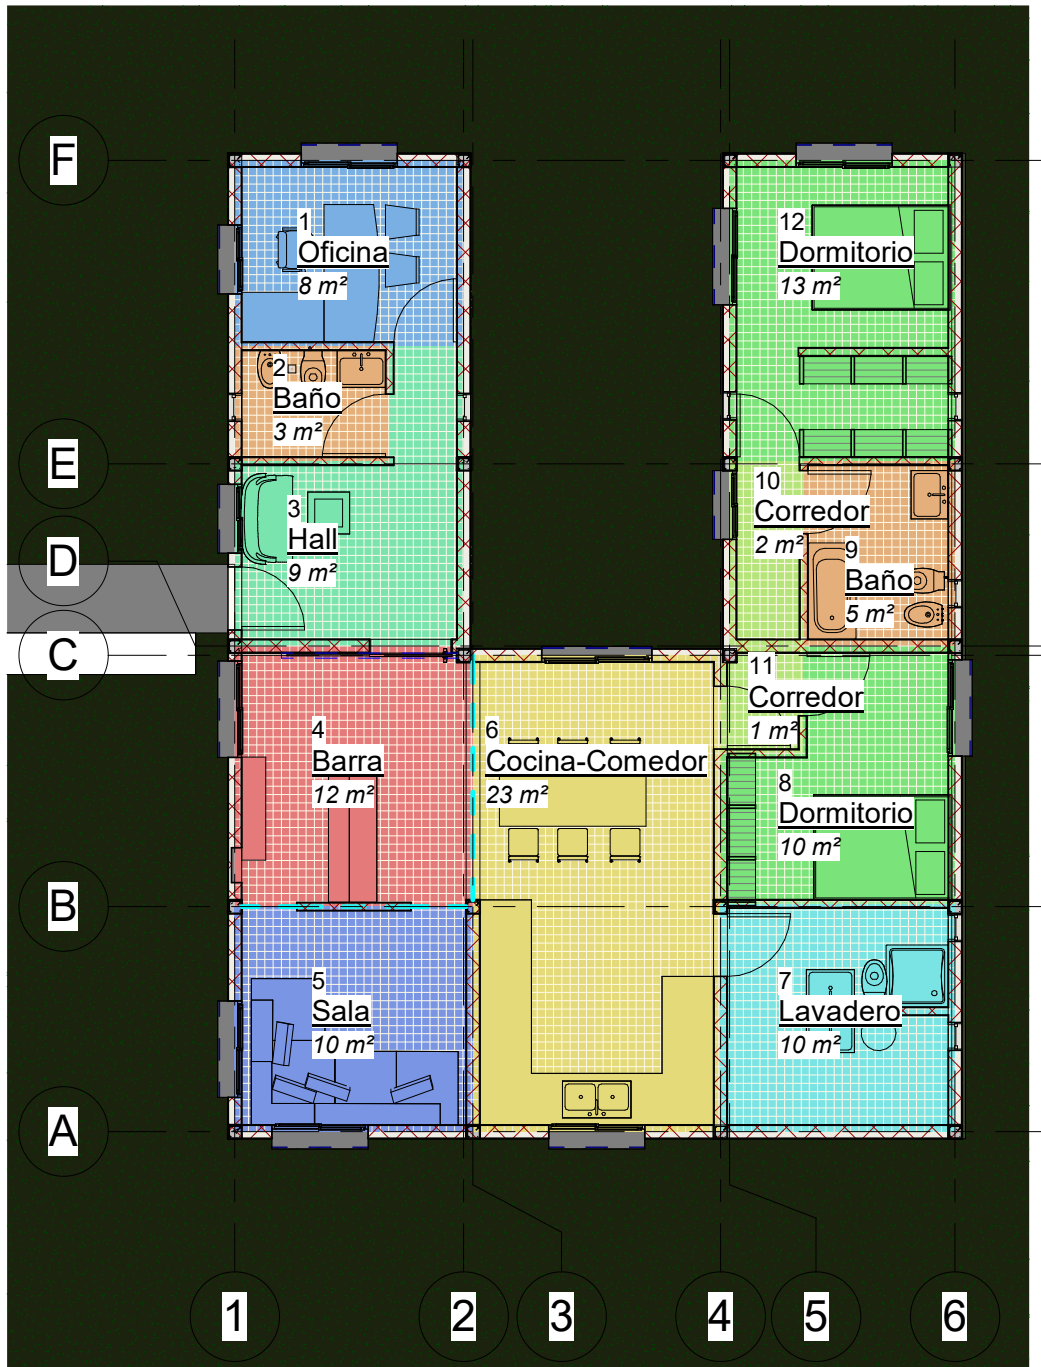 F
1
Oficina
8 m²
12
Dormitorio
13 m²
2
Baño
3 m²
E
3
Hall
9 m²
10
Corredor
2 m²
9
Baño
5 m²
D
C
11
Corredor
1 m²
4
Barra
12 m²
6
Cocina-Comedor
23 m²
8
Dormitorio
10 m²
B
5
Sala
10 m²
7
Lavadero
10 m²
A
1
2
3
4
5
6